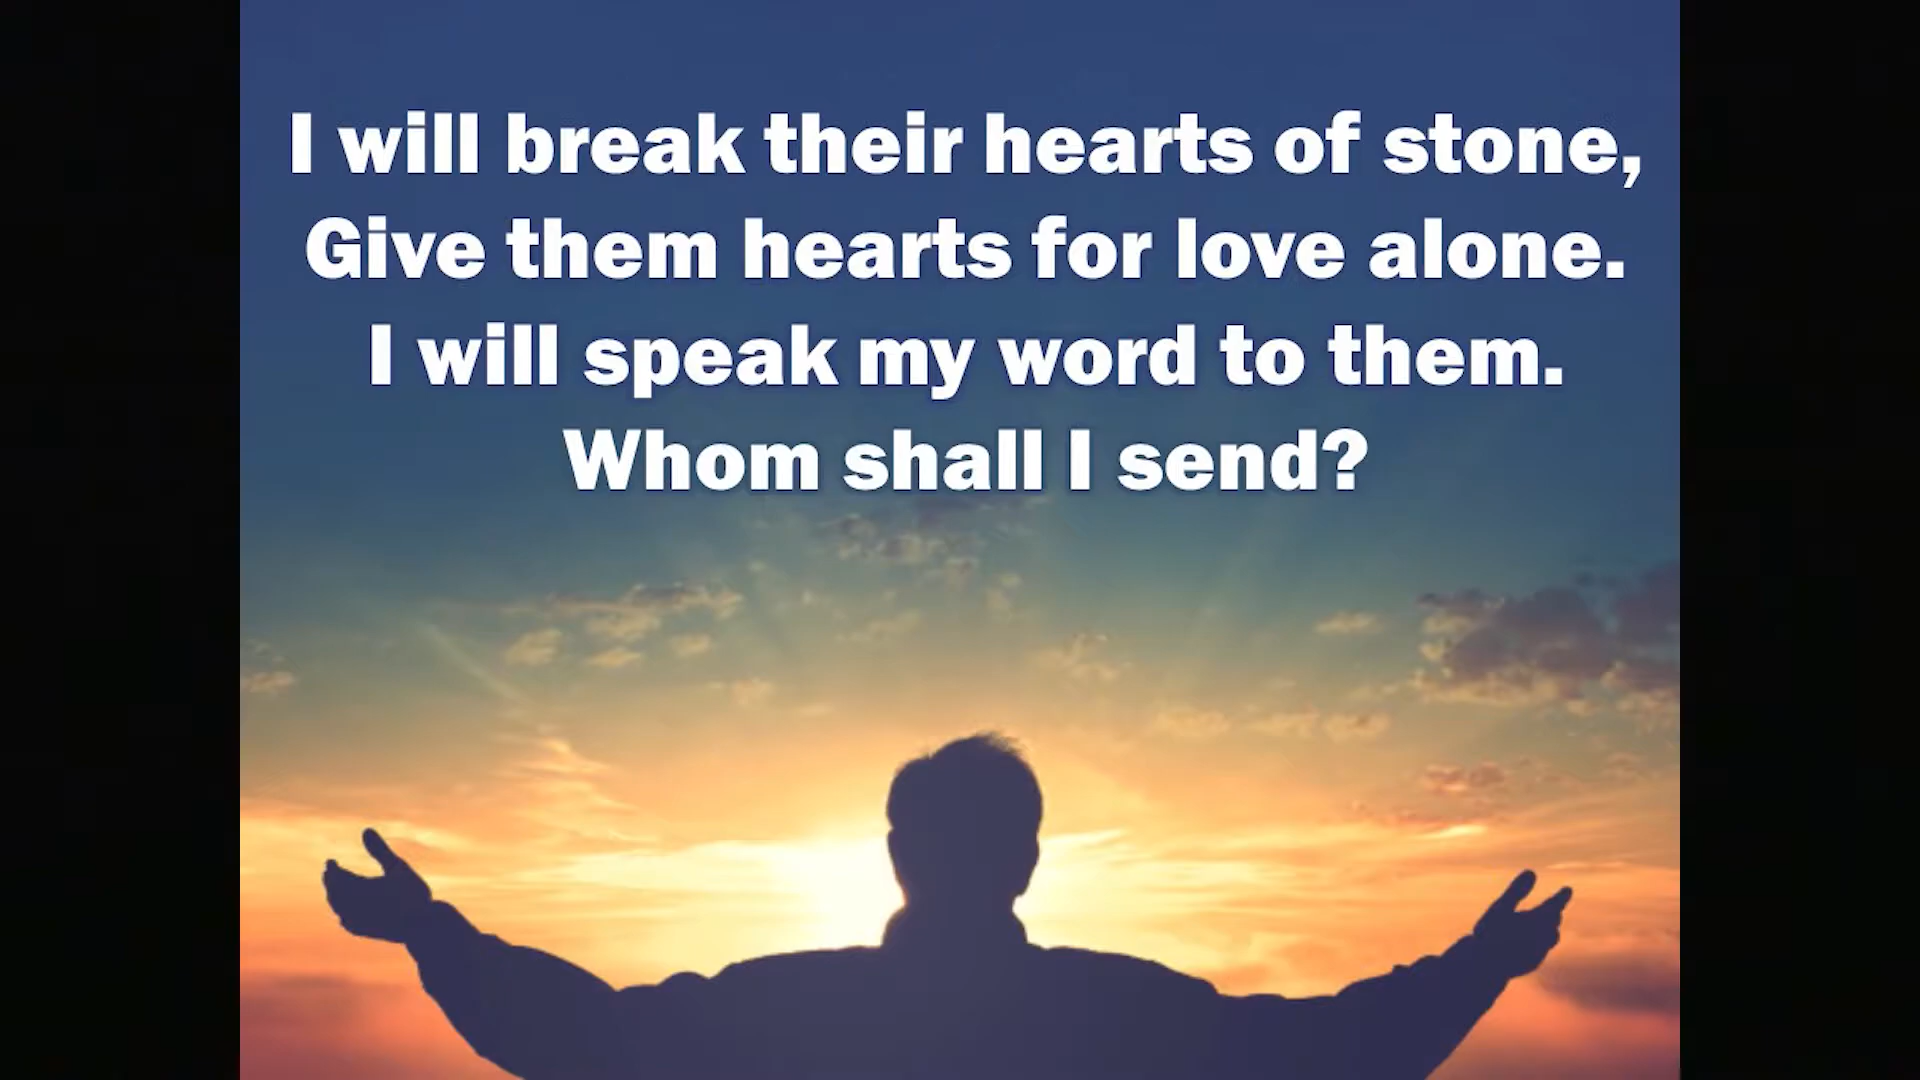 I will break their hearts of stone,
Give them hearts for love alone.
I will speak my word to them.
Whom shall I send?